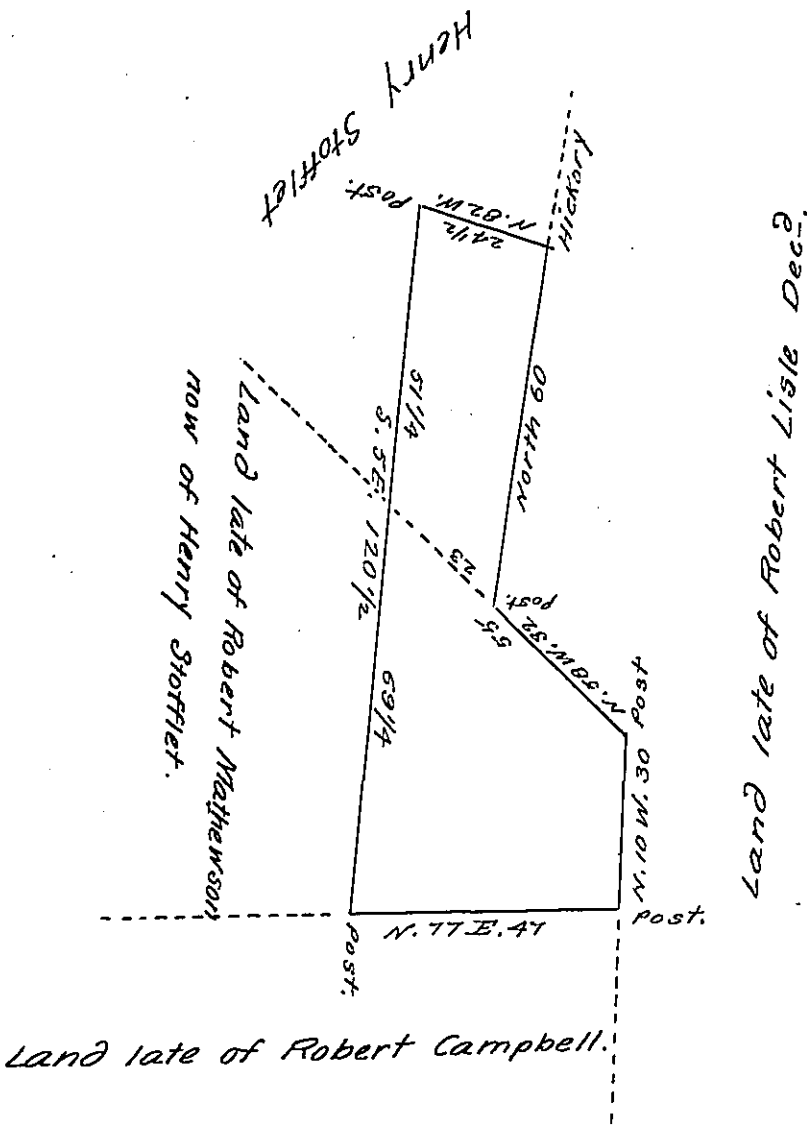 Henry Stofflet
Post.
N. 82 W.
24 1/2
Hickory
Land late of Robert Lisle Dec.d
51 1/4
S. 5 E. 120 1/2
69 1/4
North 60
23
55
Post.
N. 58 W. 32
Post
N. 10 W. 30
Post.
N. 77 E. 47
Post.
Land late of Robert Mathewson
now of Henry Stofflet.
Land late of Robert Campbell.